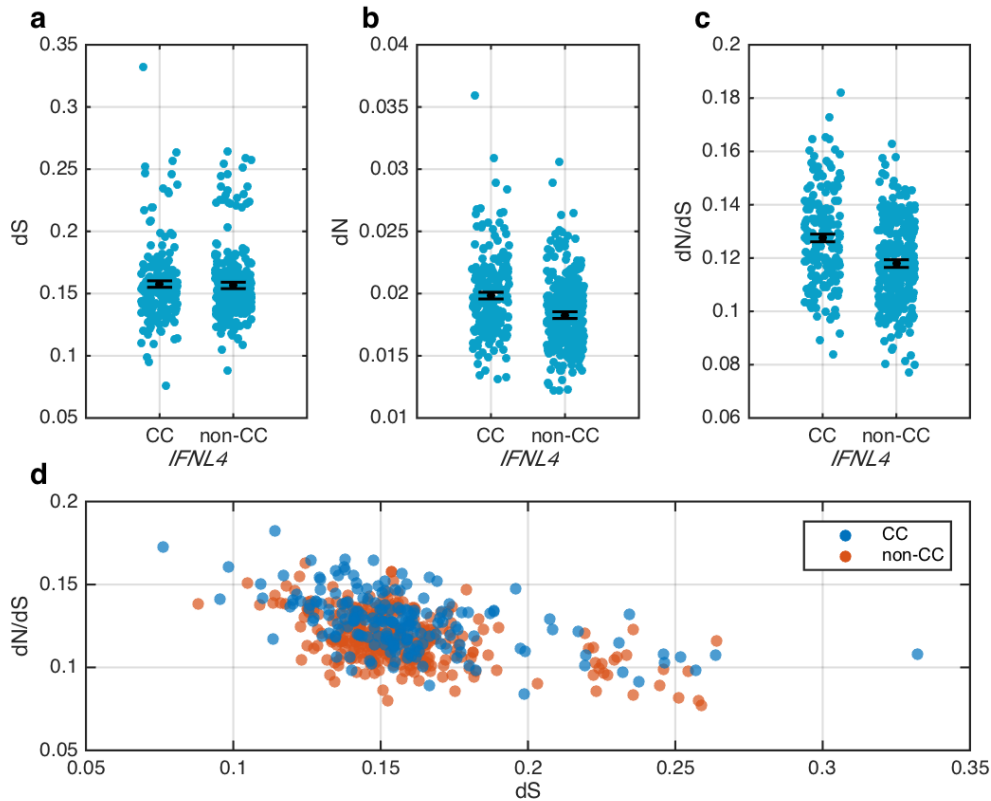 a
0.35
0.3
0.25
0.2
0.15
0.1
0.05
dS
CC non-CC
IFNL4
b
0.04
0.035
0.03
0.025
0.02
0.015
0.01
dN
CC non-CC
IFNL4
c
0.2
0.18
0.16
0.14
0.12
0.1
0.08
0.06
dN/dS
CC non-CC
IFNL4
d
0.2
0.15
0.1
0.05
dN/dS
CC
non-CC
0.05 0.1 0.15 0.2 0.25 0.3 0.35
dS